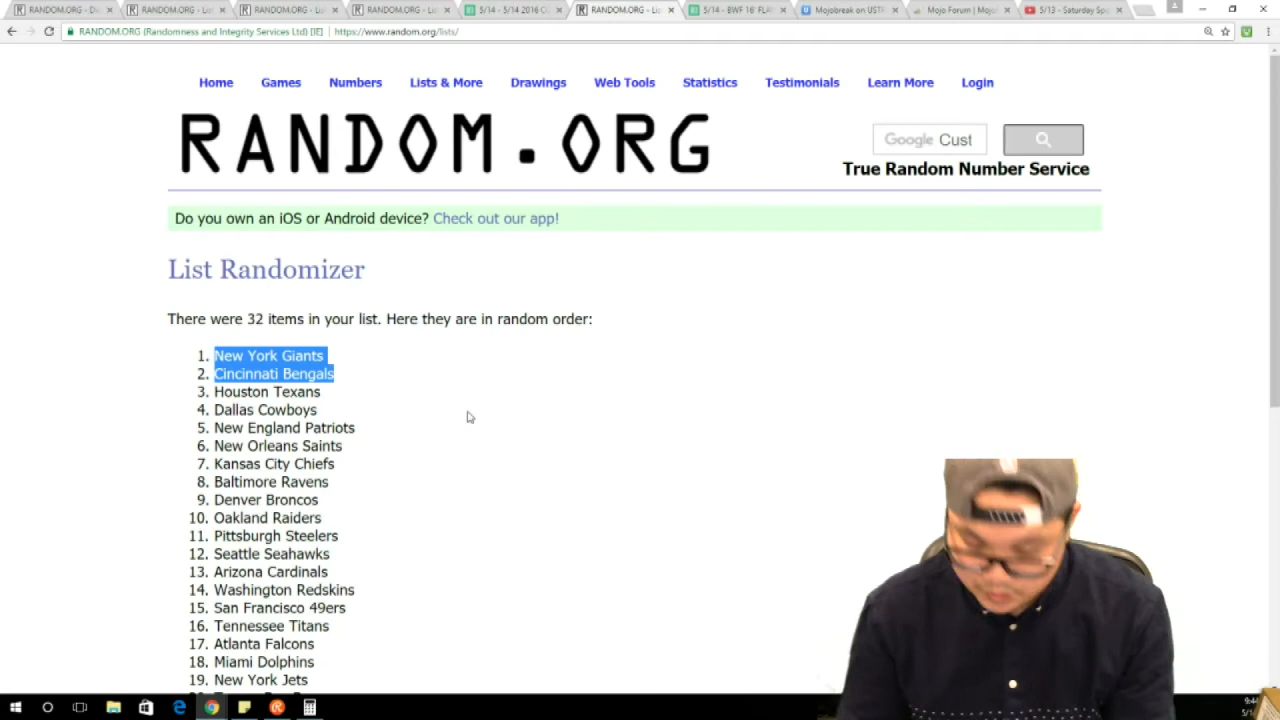 RANDOM.ORG - D
RANDOM.ORG - Li
RANDOM.ORG - Li
RANDOM.ORG - Li
5/14 - 5/14 2016 C
RANDOM.ORG - Li
5/14 - BWF 16' FLA
Mojobreak on UST
Mojo Forum | Mojo
5/13 - Saturday Sp
RANDOM.ORG (Randomness and Integrity Services Ltd) [IE]
https://www.random.org/lists/
Home Games Numbers Lists & More Drawings Web Tools Statistics Testimonials Learn More Login
RANDOM.ORG
Google Cust
True Random Number Service
Do you own an iOS or Android device? Check out our app!
List Randomizer
There were 32 items in your list. Here they are in random order:
1. New York Giants
2. Cincinnati Bengals
3. Houston Texans
4. Dallas Cowboys
5. New England Patriots
6. New Orleans Saints
7. Kansas City Chiefs
8. Baltimore Ravens
9. Denver Broncos
10. Oakland Raiders
11. Pittsburgh Steelers
12. Seattle Seahawks
13. Arizona Cardinals
14. Washington Redskins
15. San Francisco 49ers
16. Tennessee Titans
17. Atlanta Falcons
18. Miami Dolphins
19. New York Jets